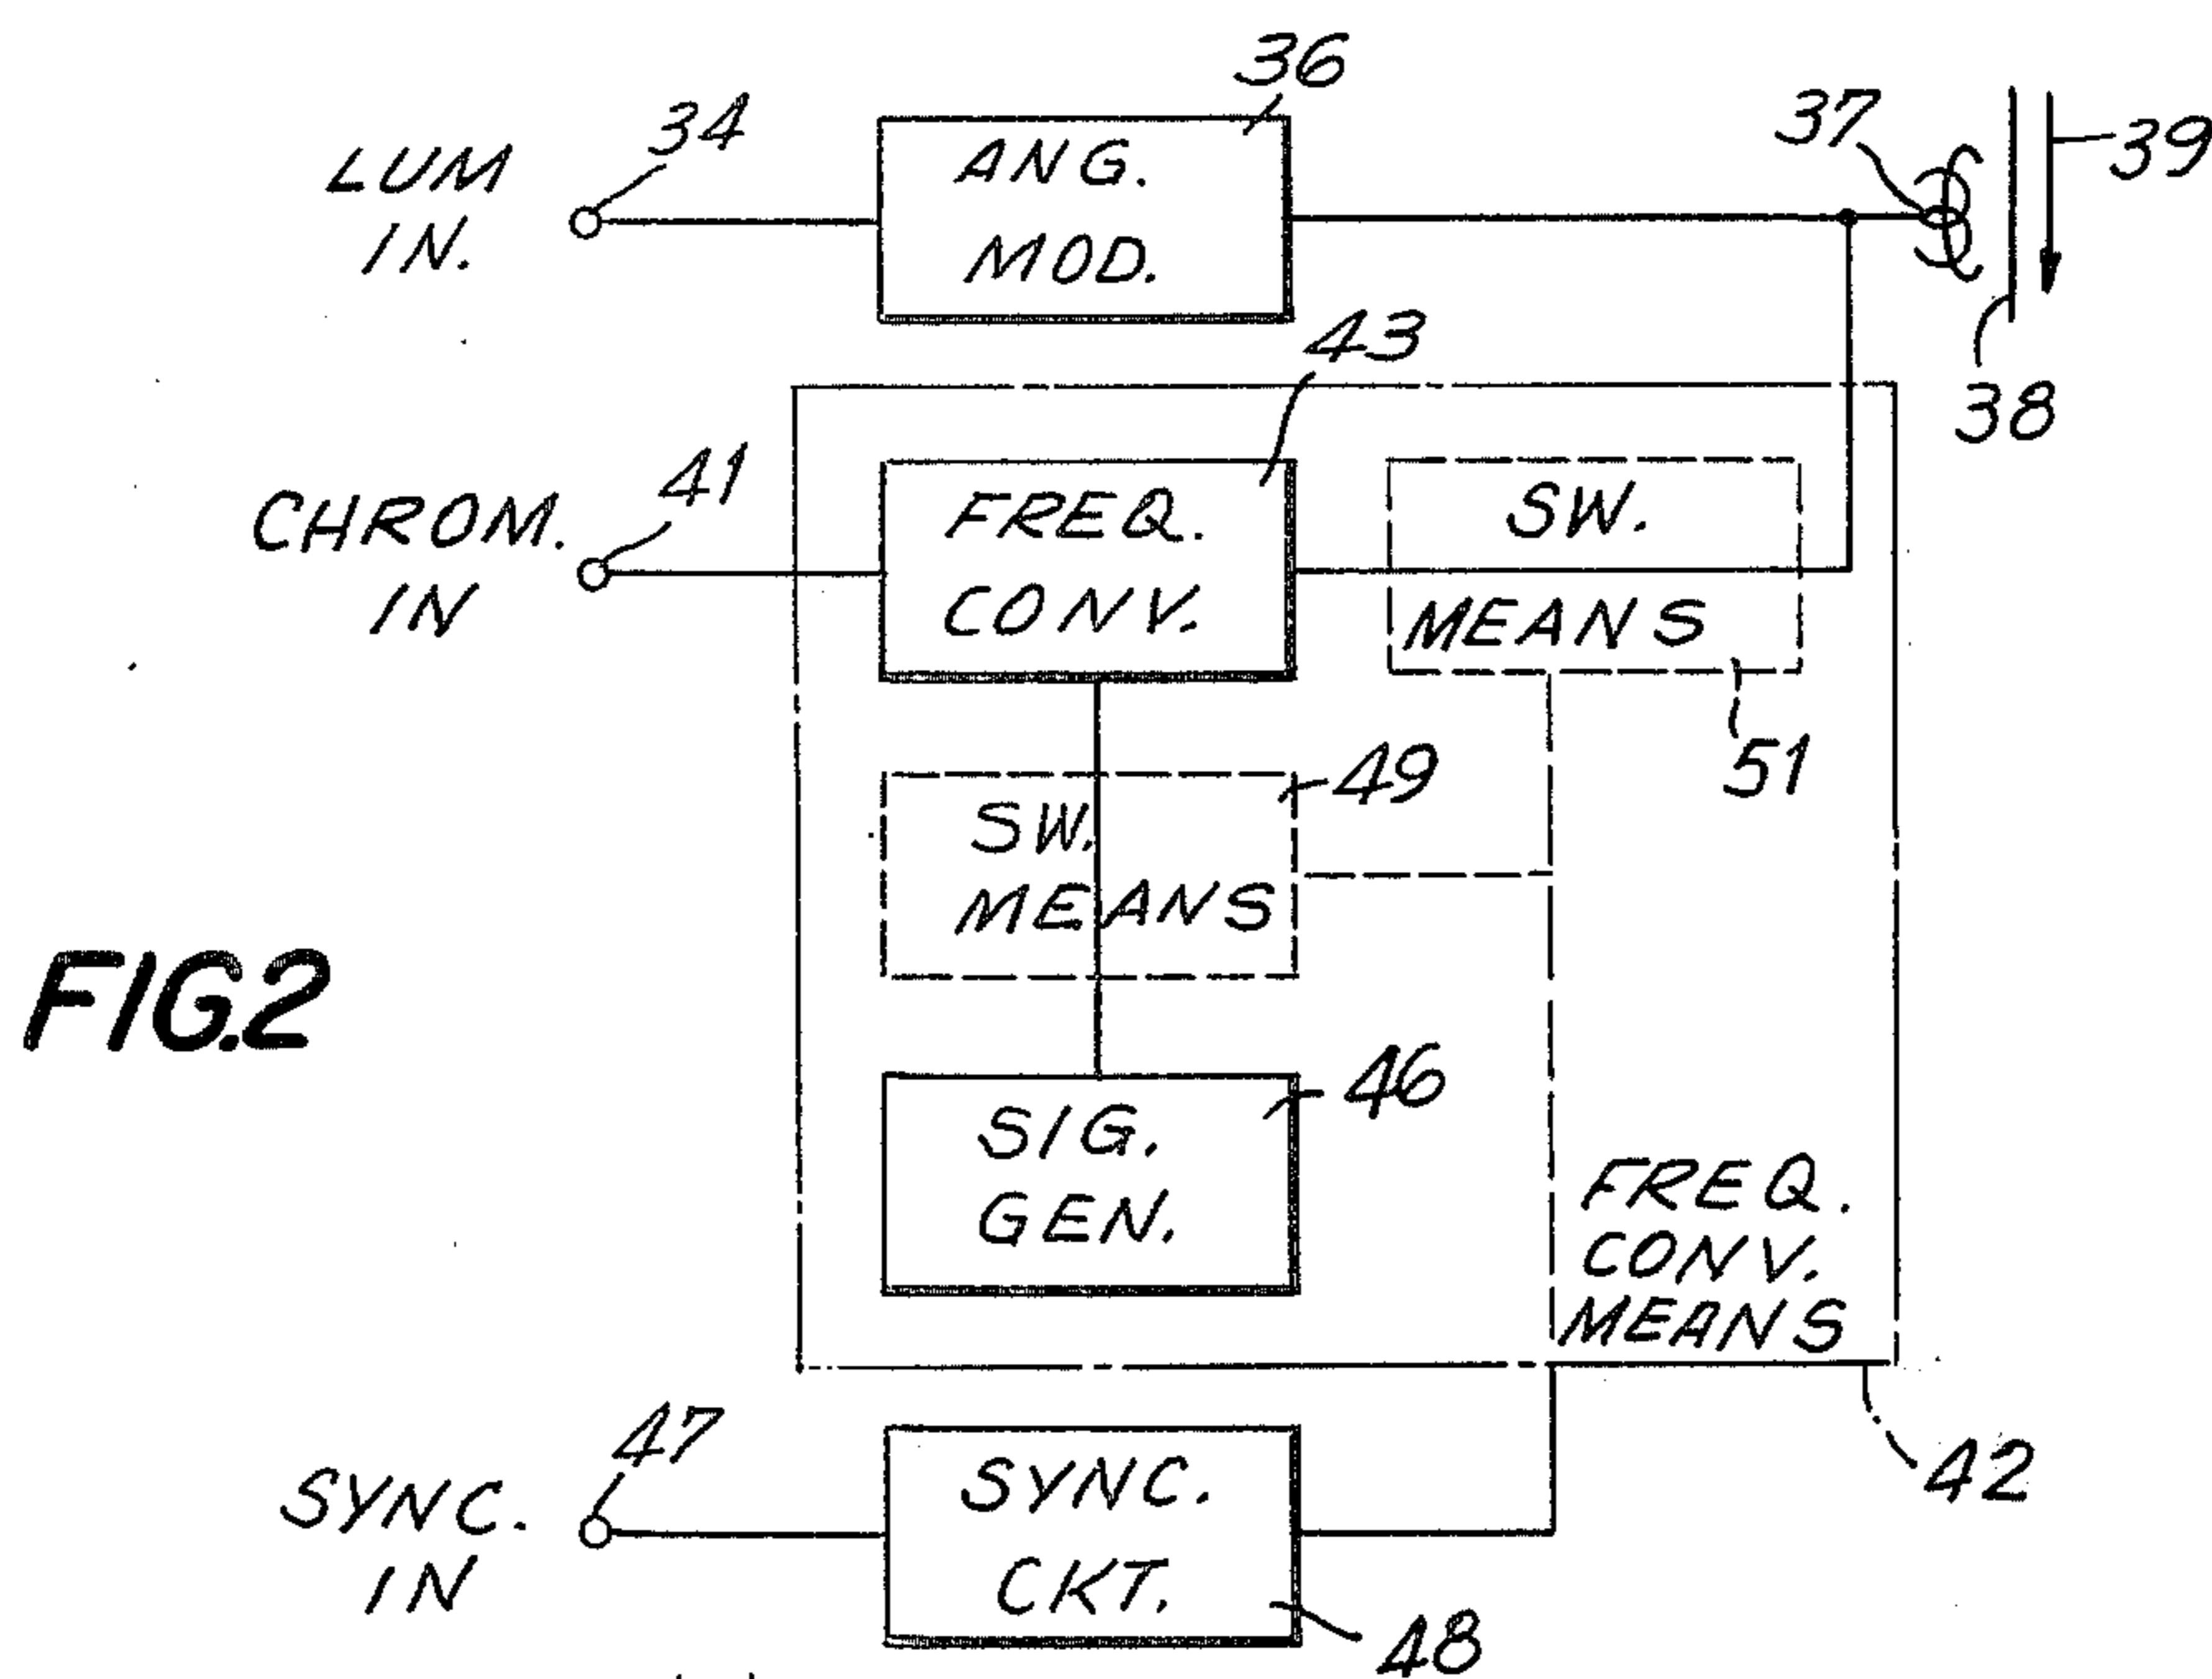 36
34
37
39
LUM
IN.
ANG.
MOD.
43
38
41
CHROM.
IN
FREQ.
CONV.
SW.
MEANS
51
49
SW.
MEANS
FIG.2
46
SIG.
GEN.
FREQ.
CONV.
MEANS
47
42
SYNC.
IN
SYNC.
CKT.
48